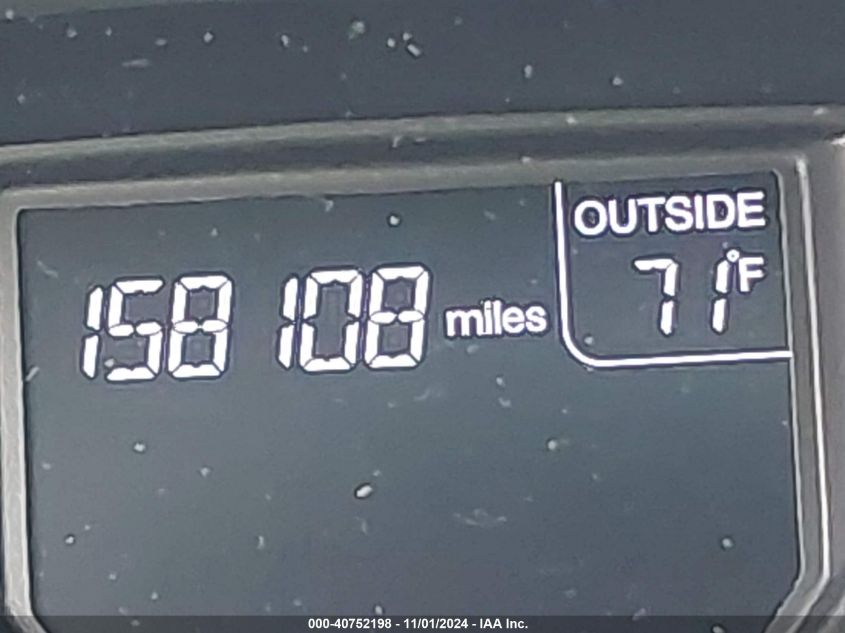 OUTSIDE
71°F
158 108 miles
000-40752198 - 11/01/2024 - IAA Inc.